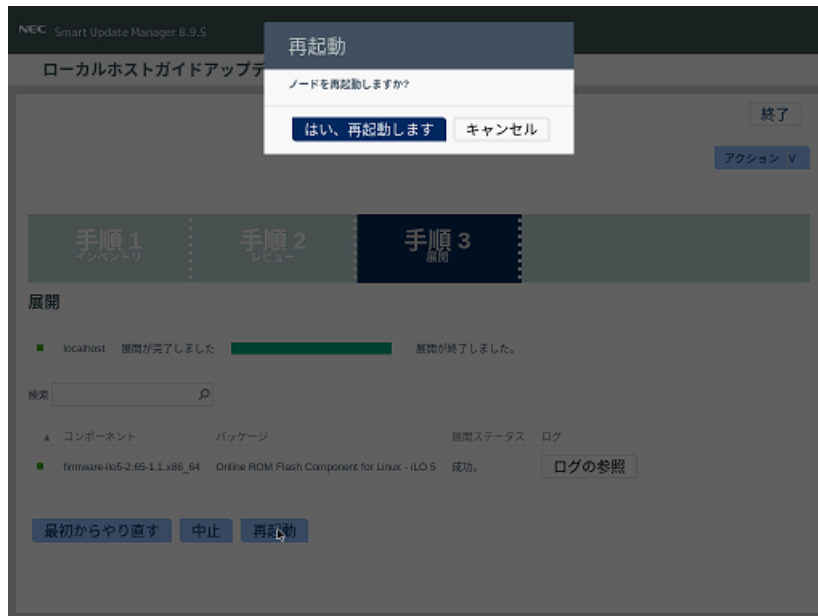 NEC Smart Update Manager 8.9.5
再起動
ローカルホストガイドアップデ
ノードを再起動しますか?
はい、再起動します キャンセル
終了
アクション ∨
手順 1 手順 2 手順 3
インベントリ レビュー 展開
展開
localhost 展開が完了しました 展開が終了しました。
検索
▲ コンポーネント パッケージ 展開ステータス ログ
firmware-ilo5-2.65-1.1.x86_64 Online ROM Flash Component for Linux - iLO 5 成功。 ログの参照
最初からやり直す 中止 再起動